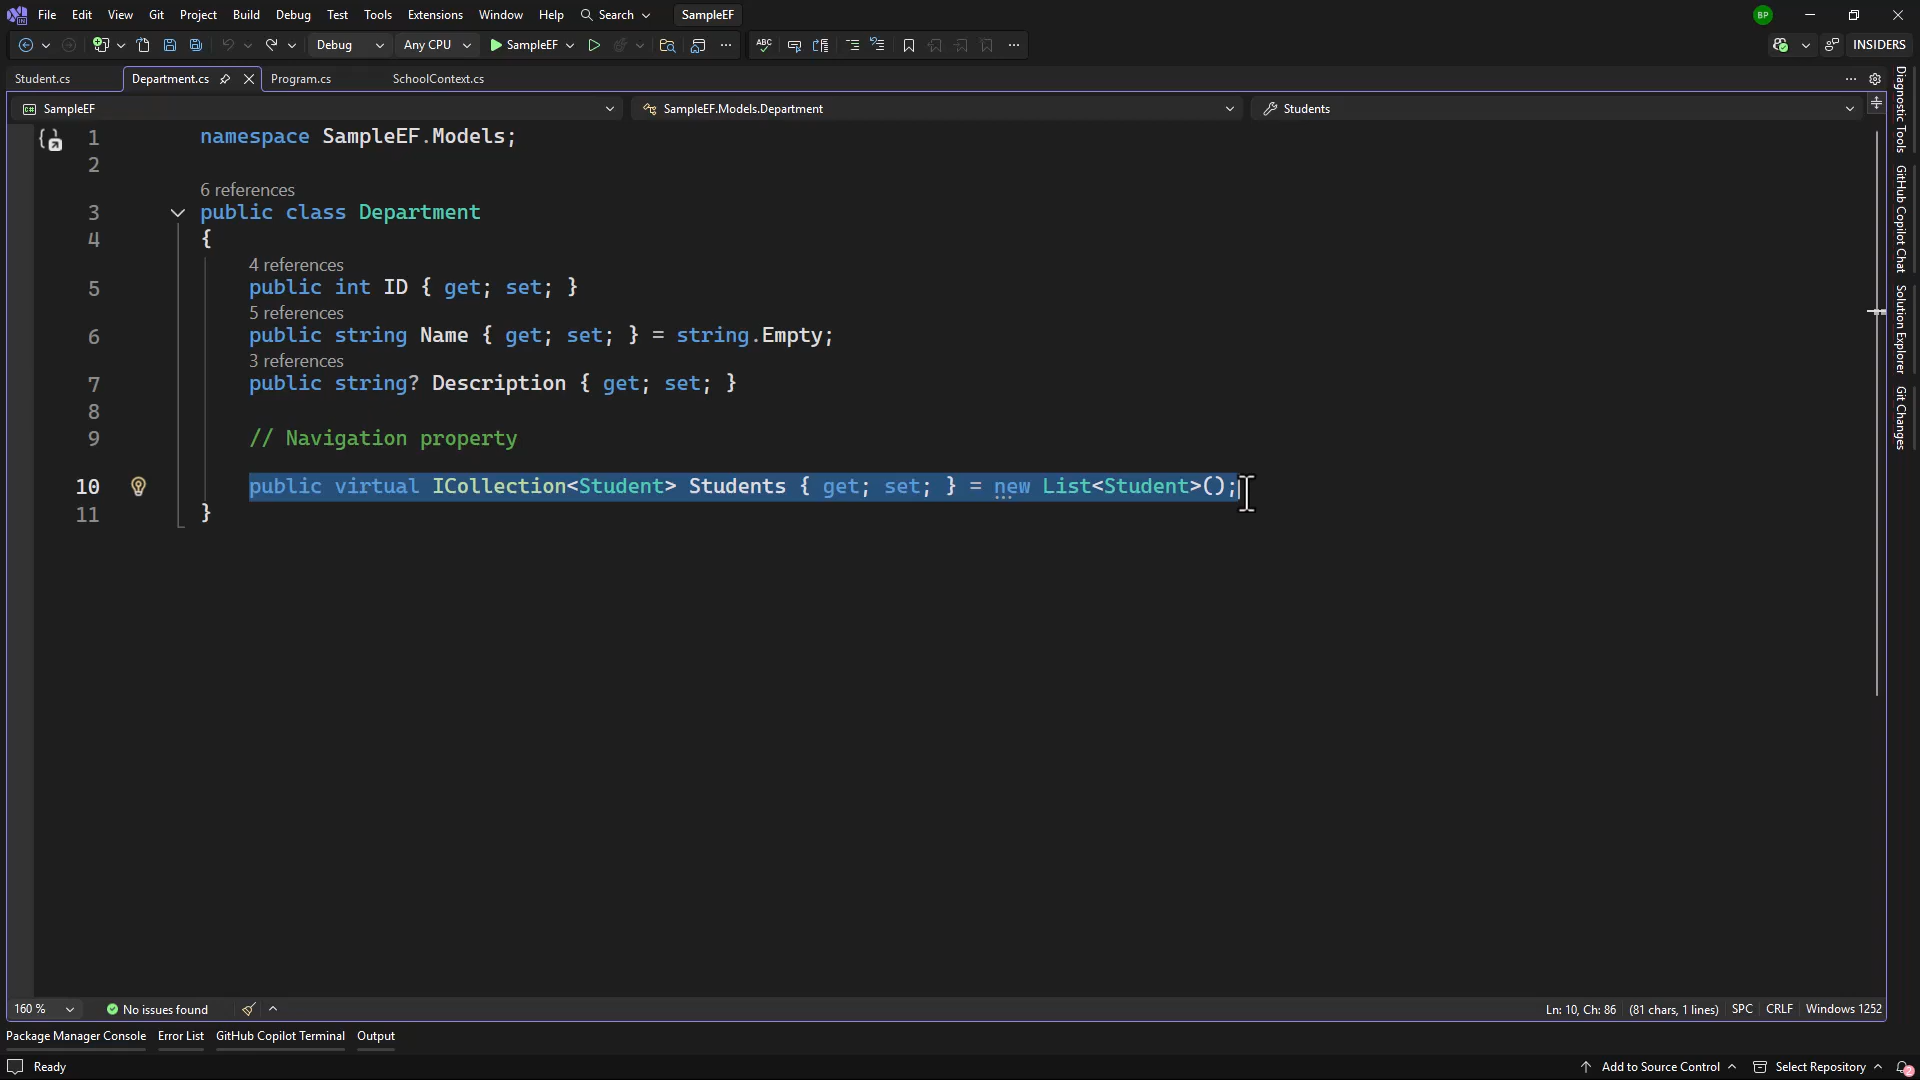 File Edit View Git Project Build Debug Test Tools Extensions Window Help Search SampleEF BP
Debug Any CPU SampleEF ABC INSIDERS
Student.cs Department.cs Program.cs SchoolContext.cs
SampleEF SampleEF.Models.Department Students
1 namespace SampleEF.Models;
2
6 references
3 public class Department
4 {
4 references
5 public int ID { get; set; }
5 references
6 public string Name { get; set; } = string.Empty;
3 references
7 public string? Description { get; set; }
8
9 // Navigation property
10 public virtual ICollection<Student> Students { get; set; } = new List<Student>();
11 }
Diagnostic Tools
GitHub Copilot Chat
Solution Explorer
Git Changes
160 % No issues found Ln: 10, Ch: 86 (81 chars, 1 lines) SPC CRLF Windows 1252
Package Manager Console Error List GitHub Copilot Terminal Output
Ready Add to Source Control Select Repository 2